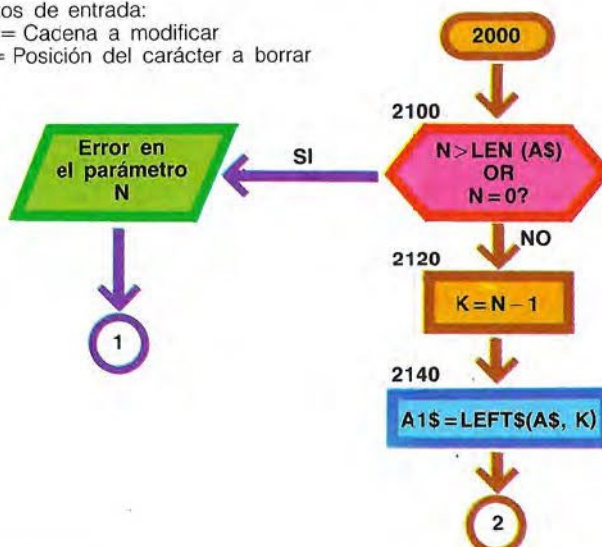 os de entrada:
= Cadena a modificar
= Posición del carácter a borrar
2000
2100
N>LEN (A$)
OR
N=0?
SI
Error en
el parámetro
N
1
NO
2120
K=N-1
2140
A1$=LEFT$(A$, K)
2